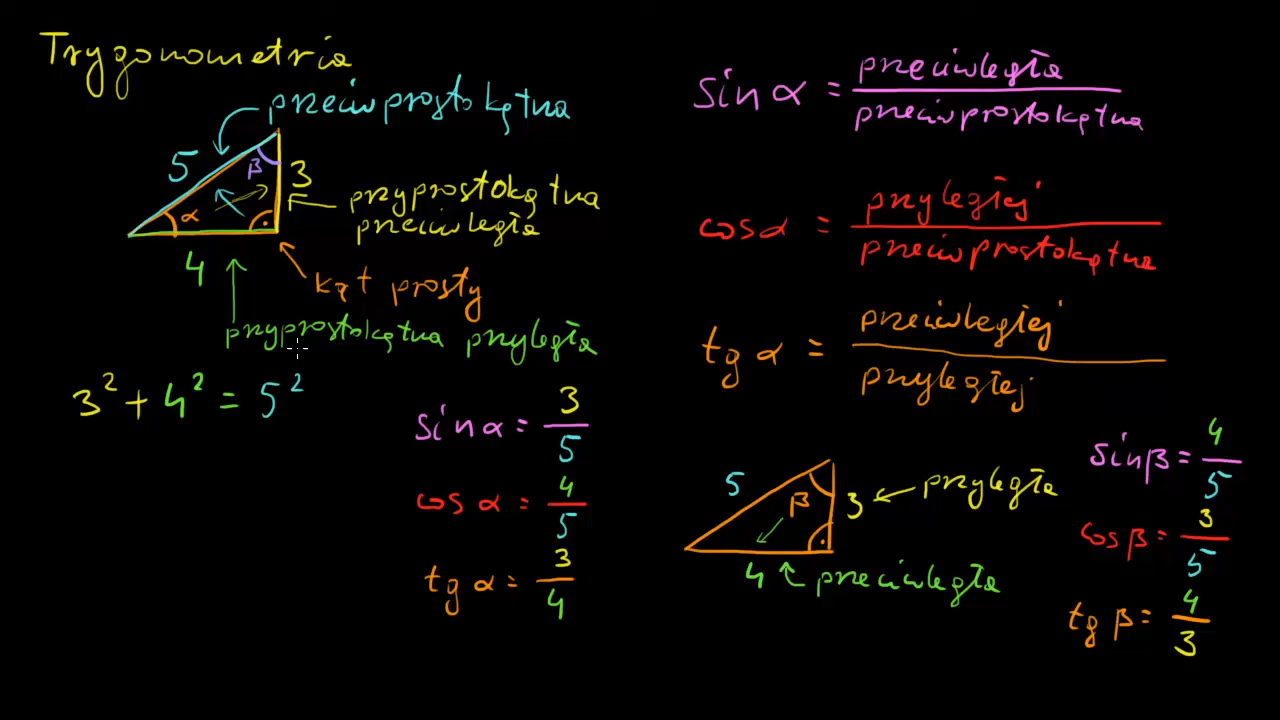 Trygonometria
przeciwprostokątna
5
β
3
α
przyprostokątna
przeciwległa
4
kąt prosty
przyprostokątna przyległa
3² + 4² = 5²
sin α = 3/5
cos α = 4/5
tg α = 3/4
sin α = przeciwległa/przeciwprostokątna
cos α = przyległej/przeciwprostokątna
tg α = przeciwległej/przyległej
5
β
3
przyległa
4
przeciwległa
sin β = 4/5
cos β = 3/5
tg β = 4/3